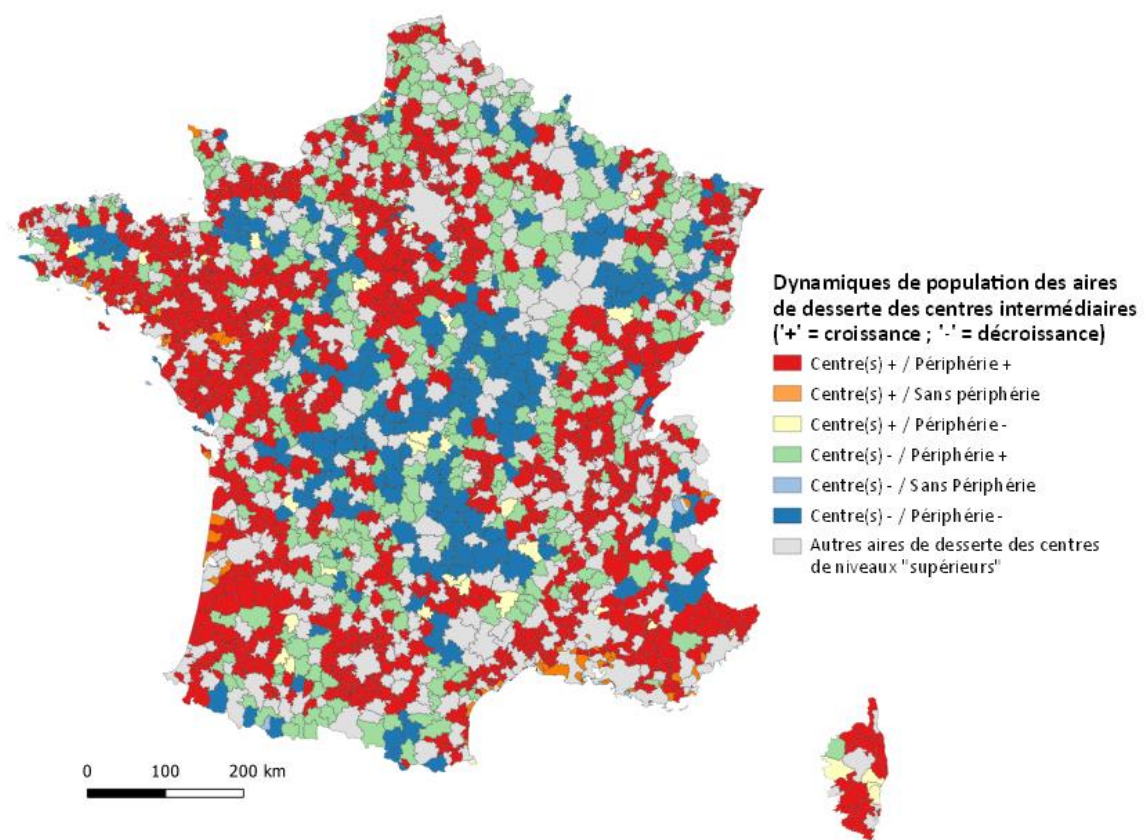 Dynamiques de population des aires
de desserte des centres intermédiaires
('+' = croissance ; '-' = décroissance)
Centre(s) + / Périphérie +
Centre(s) + / Sans périphérie
Centre(s) + / Périphérie -
Centre(s) - / Périphérie +
Centre(s) - / Sans Périphérie
Centre(s) - / Périphérie -
Autres aires de desserte des centres
de niveaux "supérieurs"
0 100 200 km